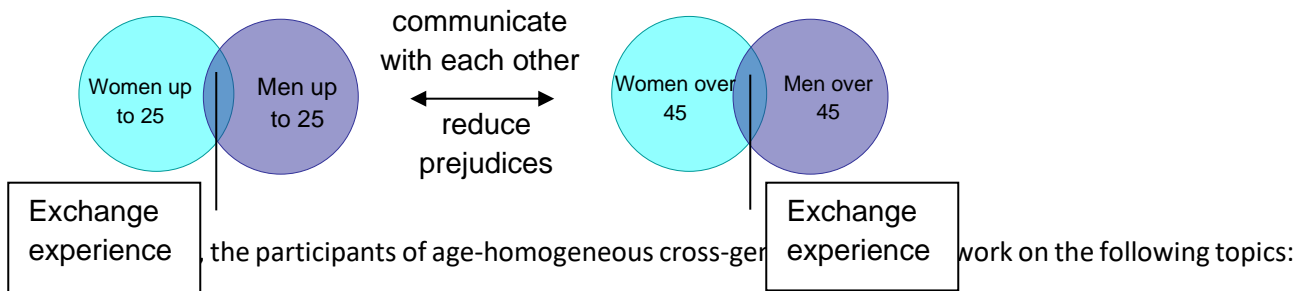 communicate
with each other
reduce
prejudices
Women up
to 25
Men up
to 25
Women over
45
Men over
45
Exchange
experience
Exchange
experience
, the participants of age-homogeneous cross-ger work on the following topics: